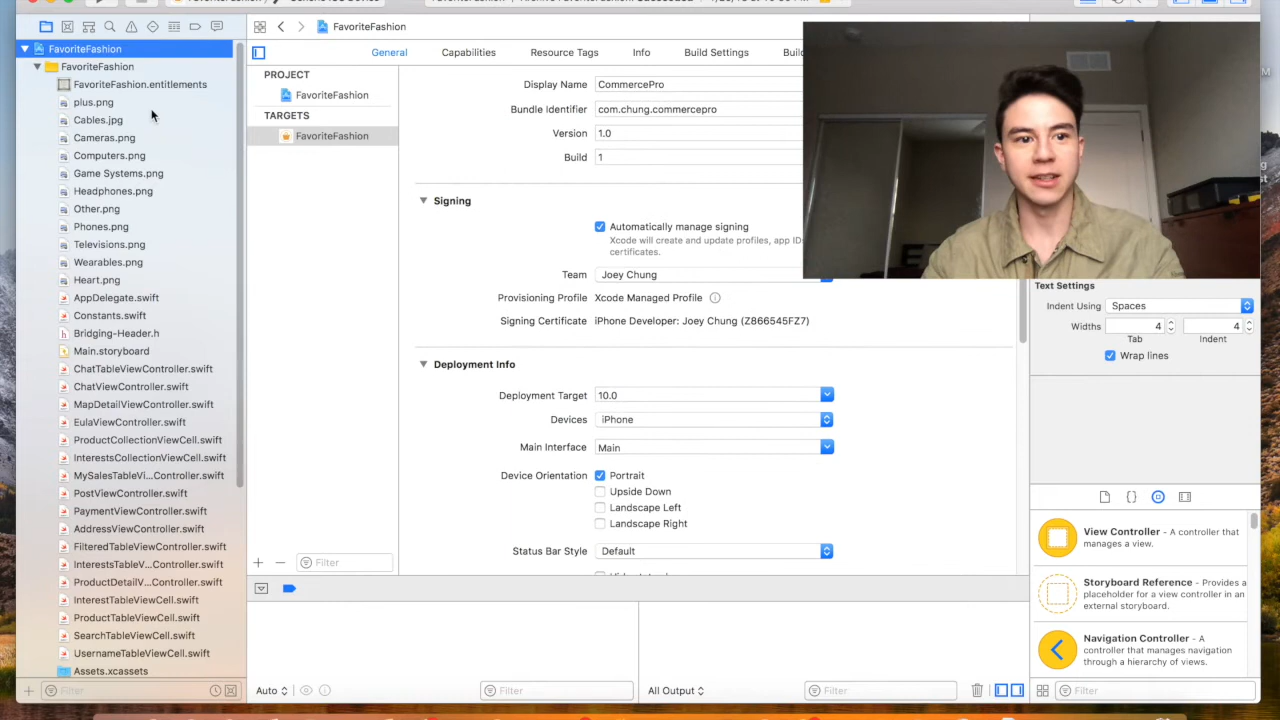 FavoriteFashion
General
Capabilities
Resource Tags
Info
Build Settings
Build
FavoriteFashion
FavoriteFashion
FavoriteFashion.entitlements
plus.png
Cables.jpg
Cameras.png
Computers.png
Game Systems.png
Headphones.png
Other.png
Phones.png
Televisions.png
Wearables.png
Heart.png
AppDelegate.swift
Constants.swift
Bridging-Header.h
Main.storyboard
ChatTableViewController.swift
ChatViewController.swift
MapDetailViewController.swift
EulaViewController.swift
ProductCollectionViewCell.swift
InterestsCollectionViewCell.swift
MySalesTableVi...Controller.swift
PostViewController.swift
PaymentViewController.swift
AddressViewController.swift
FilteredTableViewController.swift
InterestsTableV...Controller.swift
ProductDetailV...Controller.swift
InterestTableViewCell.swift
ProductTableViewCell.swift
SearchTableViewCell.swift
UsernameTableViewCell.swift
Assets.xcassets
Filter
PROJECT
FavoriteFashion
TARGETS
FavoriteFashion
Filter
Display Name CommercePro
Bundle Identifier com.chung.commercepro
Version 1.0
Build 1
Signing
Automatically manage signing
Xcode will create and update profiles, app IDs
certificates.
Team Joey Chung
Provisioning Profile Xcode Managed Profile
Signing Certificate iPhone Developer: Joey Chung (Z866545FZ7)
Deployment Info
Deployment Target 10.0
Devices iPhone
Main Interface Main
Device Orientation Portrait
Upside Down
Landscape Left
Landscape Right
Status Bar Style Default
Auto
Filter
All Output
Filter
Text Settings
Indent Using Spaces
Widths 4 4
Tab Indent
Wrap lines
View Controller - A controller that
manages a view.
Storyboard Reference - Provides a
placeholder for a view controller in an
external storyboard.
Navigation Controller - A
controller that manages navigation
through a hierarchy of views.
Filter